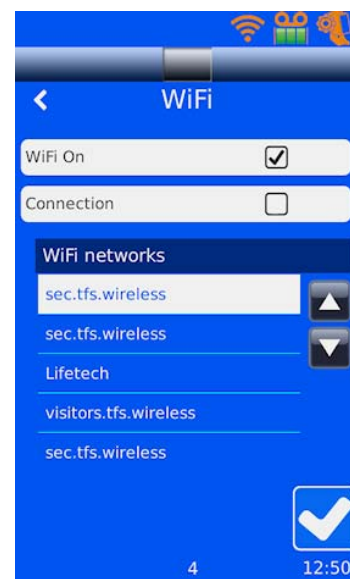 WiFi
WiFi On
Connection
WiFi networks
sec.tfs.wireless
sec.tfs.wireless
Lifetech
visitors.tfs.wireless
sec.tfs.wireless
4
12:50